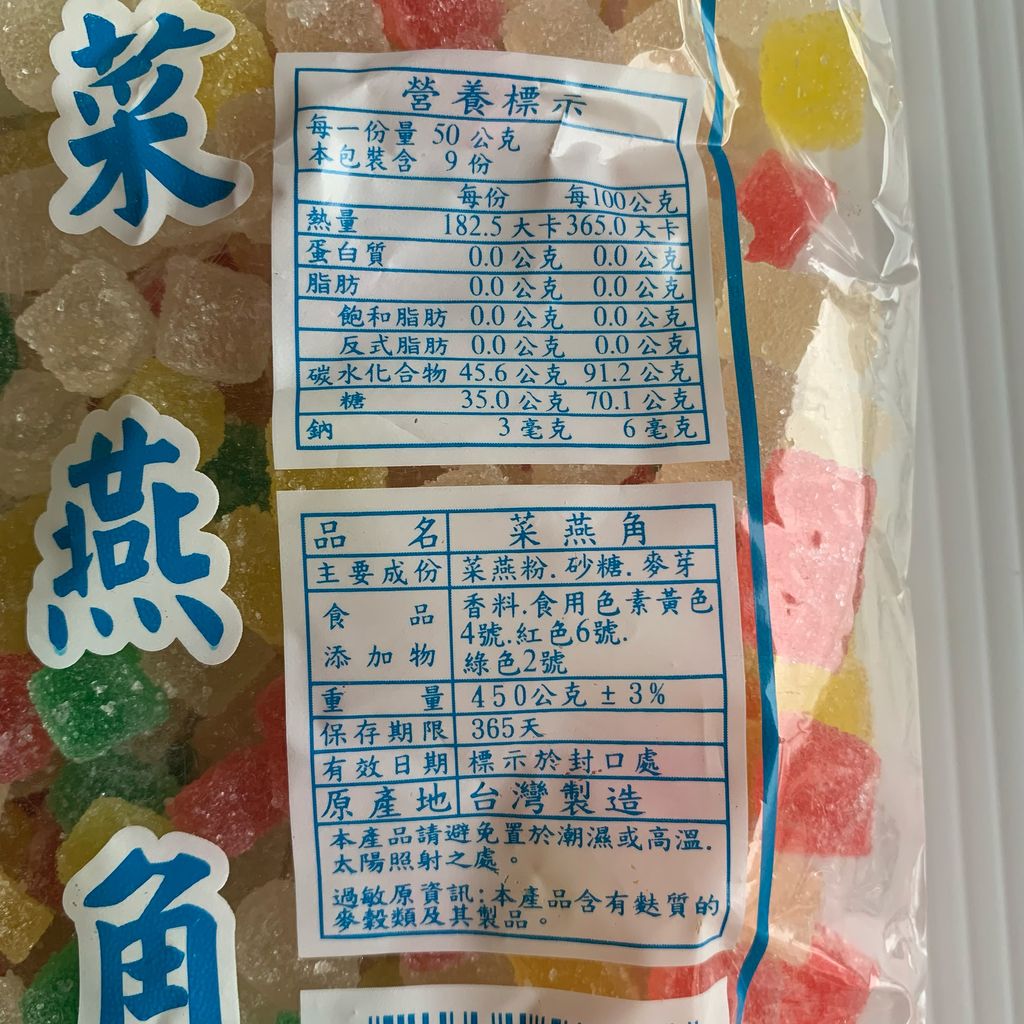 菜燕角
營養標示
每一份量 50 公克
本包裝含 9 份
每份 每100公克
熱量 182.5 大卡 365.0 大卡
蛋白質 0.0 公克 0.0 公克
脂肪 0.0 公克 0.0 公克
飽和脂肪 0.0 公克 0.0 公克
反式脂肪 0.0 公克 0.0 公克
碳水化合物 45.6 公克 91.2 公克
糖 35.0 公克 70.1 公克
鈉 3 毫克 6 毫克
品名 菜燕角
主要成份 菜燕粉.砂糖.麥芽
食品 香料.食用色素黃色
4號.紅色6號.
添加物 綠色2號
重量 450公克 ± 3%
保存期限 365天
有效日期 標示於封口處
原產地 台灣製造
本產品請避免置於潮濕或高溫.
太陽照射之處。
過敏原資訊:本產品含有麩質的
麥穀類及其製品。